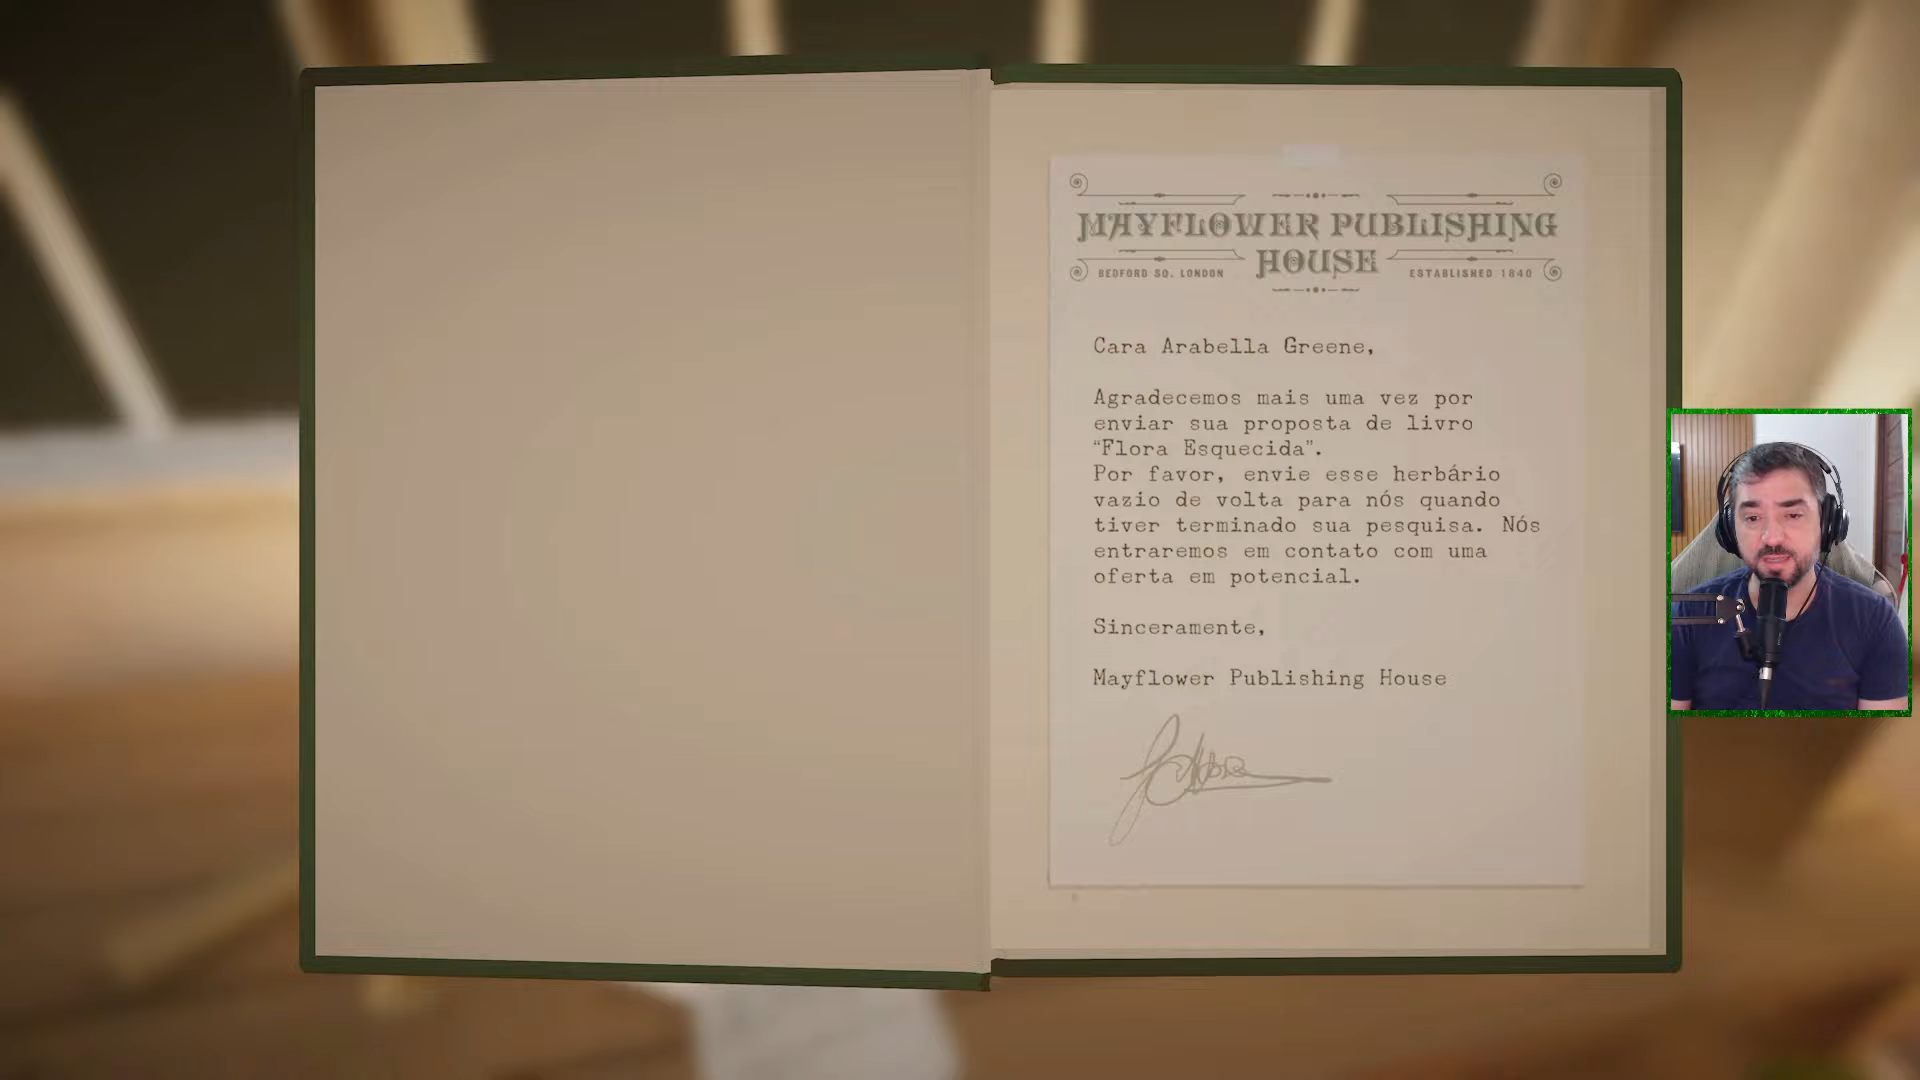 MAYFLOWER PUBLISHING
HOUSE
BEDFORD SQ. LONDON
ESTABLISHED 1840
Cara Arabella Greene,
Agradecemos mais uma vez por
enviar sua proposta de livro
“Flora Esquecida”.
Por favor, envie esse herbário
vazio de volta para nós quando
tiver terminado sua pesquisa. Nós
entraremos em contato com uma
oferta em potencial.
Sinceramente,
Mayflower Publishing House